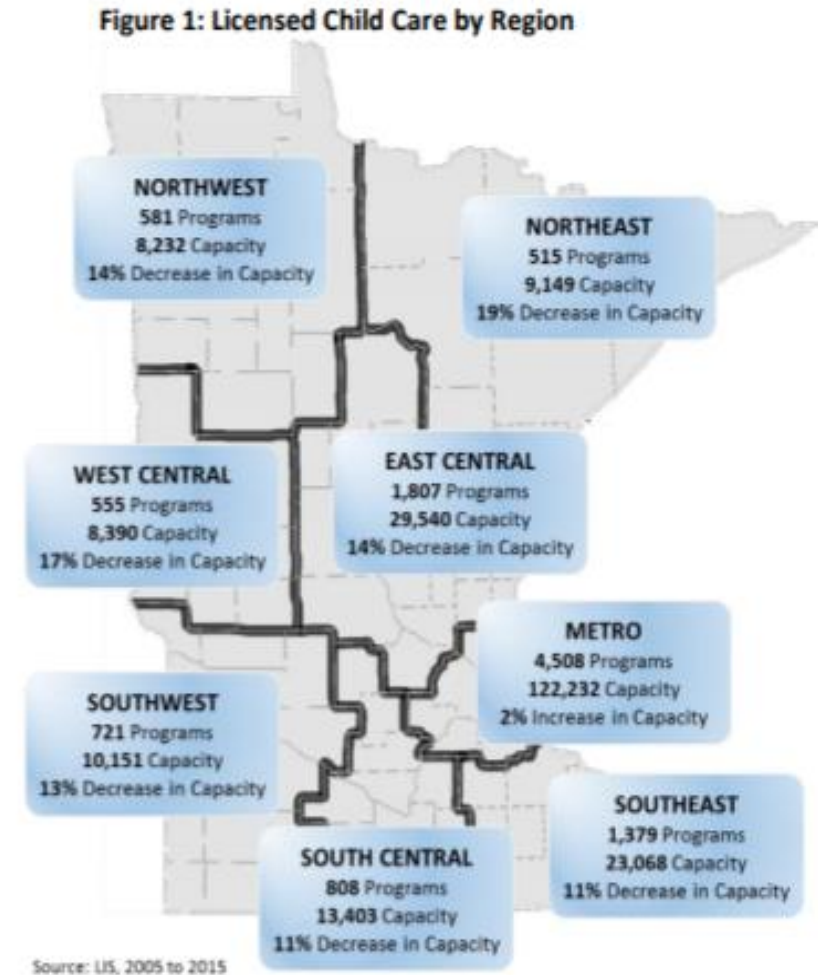 Figure 1: Licensed Child Care by Region
NORTHWEST
581 Programs
8,232 Capacity
14% Decrease in Capacity
NORTHEAST
515 Programs
9,149 Capacity
19% Decrease in Capacity
WEST CENTRAL
555 Programs
8,390 Capacity
17% Decrease in Capacity
EAST CENTRAL
1,807 Programs
29,540 Capacity
14% Decrease in Capacity
METRO
4,508 Programs
122,232 Capacity
2% Increase in Capacity
SOUTHWEST
721 Programs
10,151 Capacity
13% Decrease in Capacity
SOUTHEAST
1,379 Programs
23,068 Capacity
11% Decrease in Capacity
SOUTH CENTRAL
808 Programs
13,403 Capacity
11% Decrease in Capacity
Source: LIS, 2005 to 2015